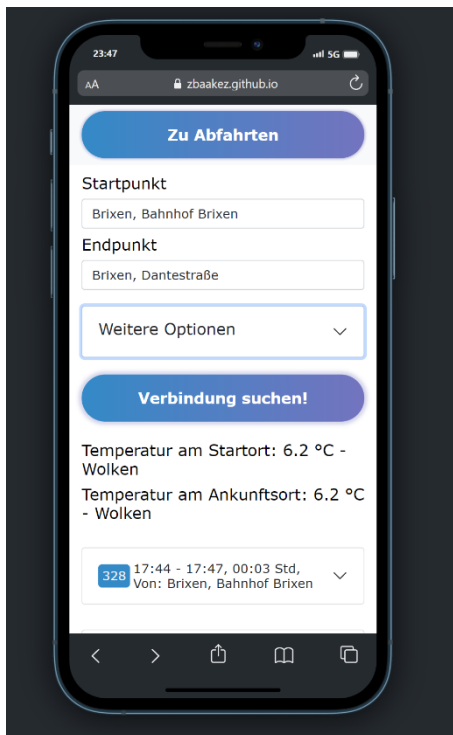 23:47
5G
AA
zbaakez.github.io
Zu Abfahrten
Startpunkt
Brixen, Bahnhof Brixen
Endpunkt
Brixen, Dantestraße
Weitere Optionen
Verbindung suchen!
Temperatur am Startort: 6.2 °C -
Wolken
Temperatur am Ankunftsort: 6.2 °C
- Wolken
328
17:44 - 17:47, 00:03 Std,
Von: Brixen, Bahnhof Brixen